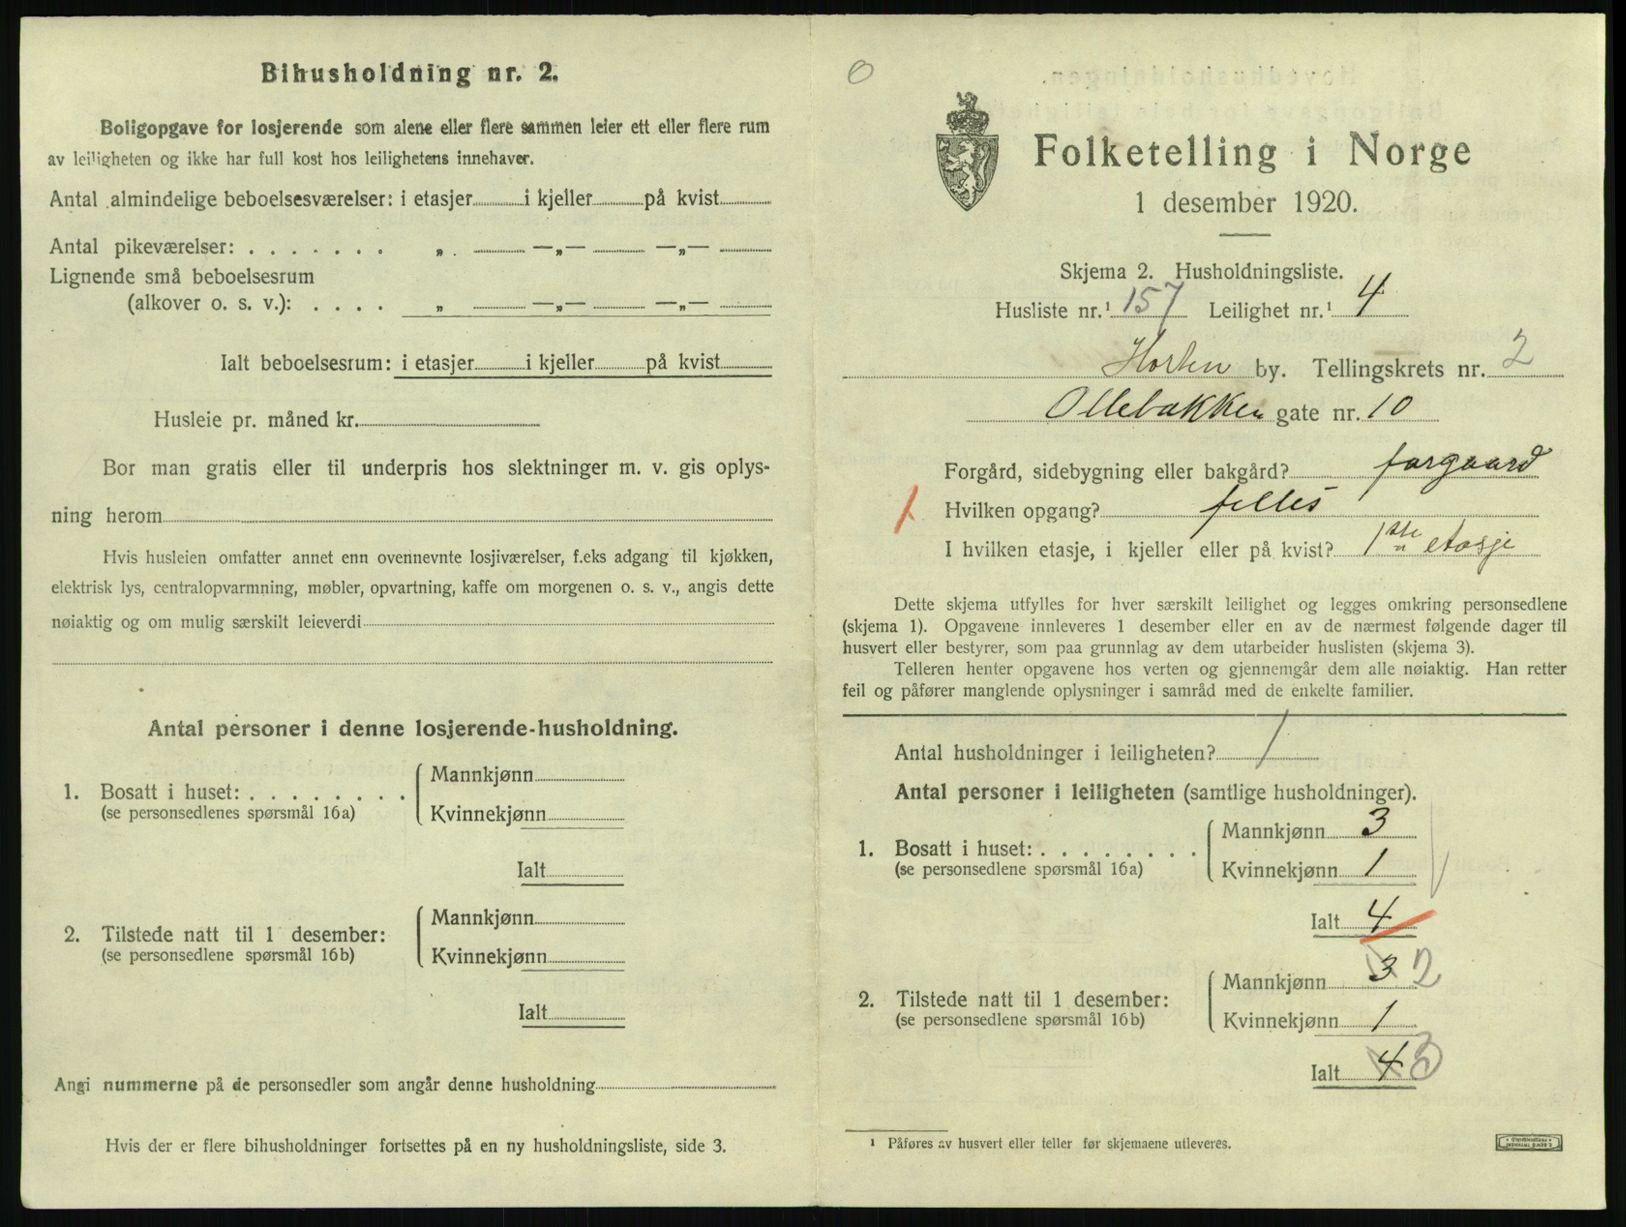 Bihusholdning nr. 2.
Boligopgave for losjerende som alene eller flere sammen leier ett eller flere rum
av leiligheten og ikke har full kost hos leilighetens innehaver.
Antal almindelige beboelsesværelser: i etasjer i kjeller på kvist
Antal pikeværelser: . . . . . . . „ . —„— —„—
Lignende små beboelsesrum
(alkover o. s. v.): . . . . „ —„— —„—
Ialt beboelsesrum: i etasjer i kjeller på kvist
Husleie pr. måned kr.
Bor man gratis eller til underpris hos slektninger m. v. gis oplys-
ning herom
Hvis husleien omfatter annet enn ovennevnte losjiværelser, f.eks adgang til kjøkken,
elektrisk lys, centralopvarmning, møbler, opvartning, kaffe om morgenen o. s. v., angis dette
nøiaktig og om mulig særskilt leieverdi
Antal personer i denne losjerende-husholdning.
Mannkjønn
1. Bosatt i huset: . . . . . . . .
(se personsedlenes spørsmål 16a)
Kvinnekjønn
Ialt
Mannkjønn
2. Tilstede natt til 1 desember:
(se personsedlene spørsmål 16b)
Kvinnekjønn
Ialt
Angi nummerne på de personsedler som angår denne husholdning
Hvis der er flere bihusholdninger fortsettes på en ny husholdningsliste, side 3.
0
Folketelling i Norge
1 desember 1920.
Skjema 2. Husholdningsliste.
Husliste nr.¹ 157 Leilighet nr.¹ 4
Horten by. Tellingskrets nr. 2
Ollebakken gate nr. 10
Forgård, sidebygning eller bakgård? forgaard
1 Hvilken opgang? felles
I hvilken etasje, i kjeller eller på kvist? 1ste etasje
Dette skjema utfylles for hver særskilt leilighet og legges omkring personsedlene
(skjema 1). Opgavene innleveres 1 desember eller en av de nærmest følgende dager til
husvert eller bestyrer, som paa grunnlag av dem utarbeider huslisten (skjema 3).
Telleren henter opgavene hos verten og gjennemgår dem alle nøiaktig. Han retter
feil og påfører manglende oplysninger i samråd med de enkelte familier.
Antal husholdninger i leiligheten? 1
Antal personer i leiligheten (samtlige husholdninger).
Mannkjønn 3
1. Bosatt i huset: . . . . . . . .
(se personsedlene spørsmål 16a)
Kvinnekjønn 1
Ialt 4
Mannkjønn 3 2
2. Tilstede natt til 1 desember:
(se personsedlene spørsmål 16b)
Kvinnekjønn 1
Ialt 4 3
¹ Påføres av husvert eller teller før skjemaene utleveres.